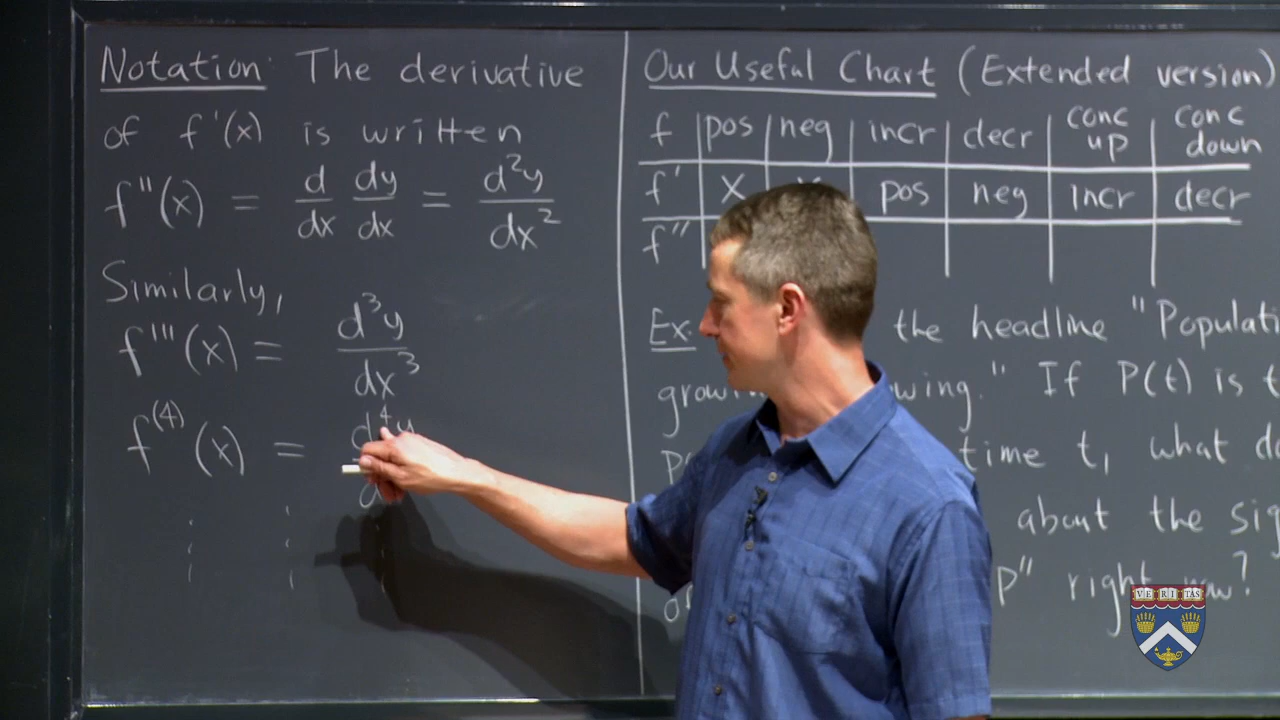 Notation: The derivative
of f'(x) is written
f''(x) = d/dx dy/dx = d²y/dx²
Similarly,
f'''(x) = d³y/dx³
f⁽⁴⁾(x) = d⁴y
⋮ ⋮ ⋮
Our Useful Chart (Extended version)
f | pos | neg | incr | decr | conc up | conc down
f' | X | | pos | neg | incr | decr
f''
Ex. the headline "Populati
"If P(t) is t
time t, what do
about the sig
P" right
VERITAS